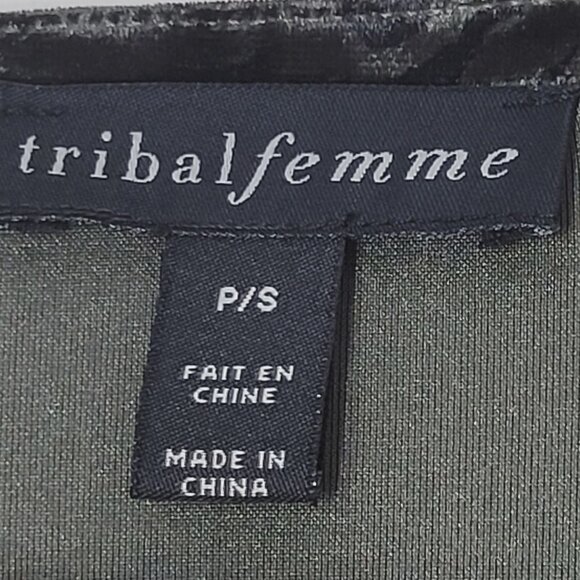 tribalfemme
P/S
FAIT EN
CHINE
MADE IN
CHINA